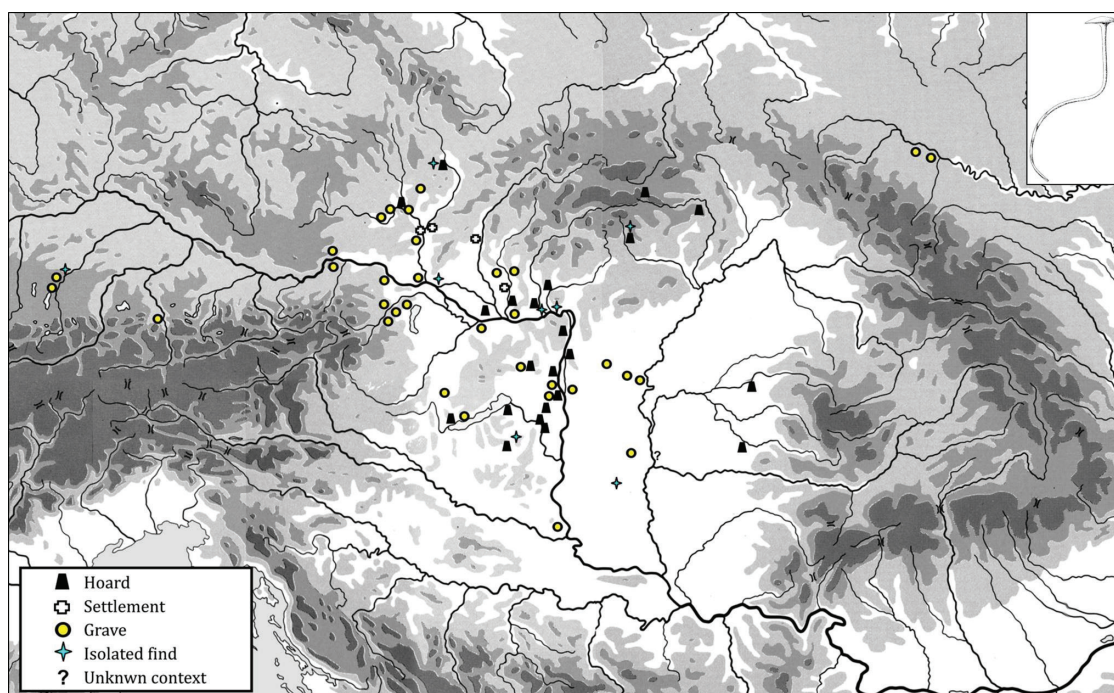 ?
Hoard
Settlement
Grave
Isolated find
? Unknwn context